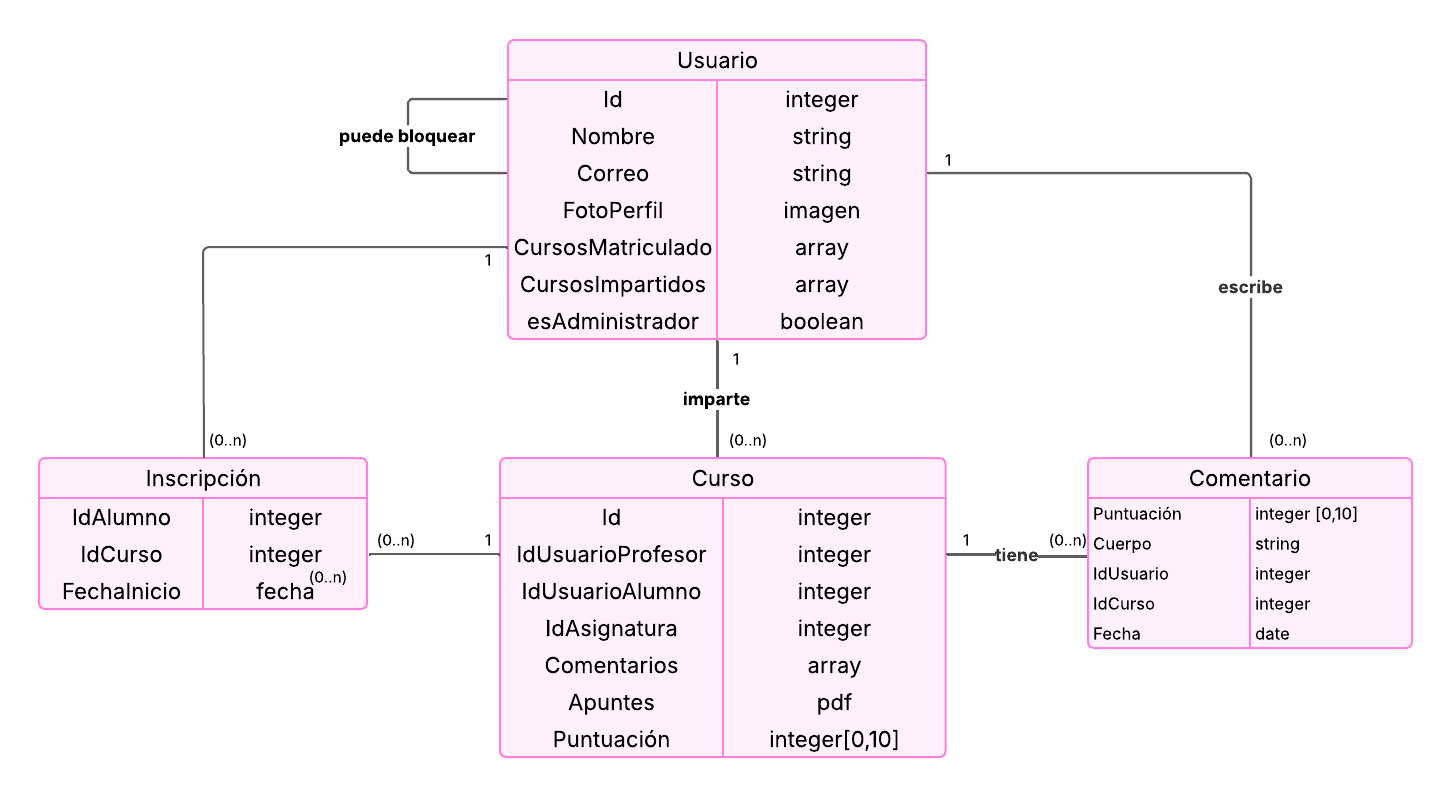 Usuario
Id integer
Nombre string
Correo string
FotoPerfil imagen
CursosMatriculado array
CursosImpartidos array
esAdministrador boolean
puede bloquear
1
1
1
escribe
imparte
(0..n)
(0..n)
(0..n)
Inscripción
IdAlumno integer
IdCurso integer
FechaInicio fecha
(0..n)
(0..n)
1
Curso
Id integer
IdUsuarioProfesor integer
IdUsuarioAlumno integer
IdAsignatura integer
Comentarios array
Apuntes pdf
Puntuación integer[0,10]
1
tiene
(0..n)
Comentario
Puntuación integer [0,10]
Cuerpo string
IdUsuario integer
IdCurso integer
Fecha date